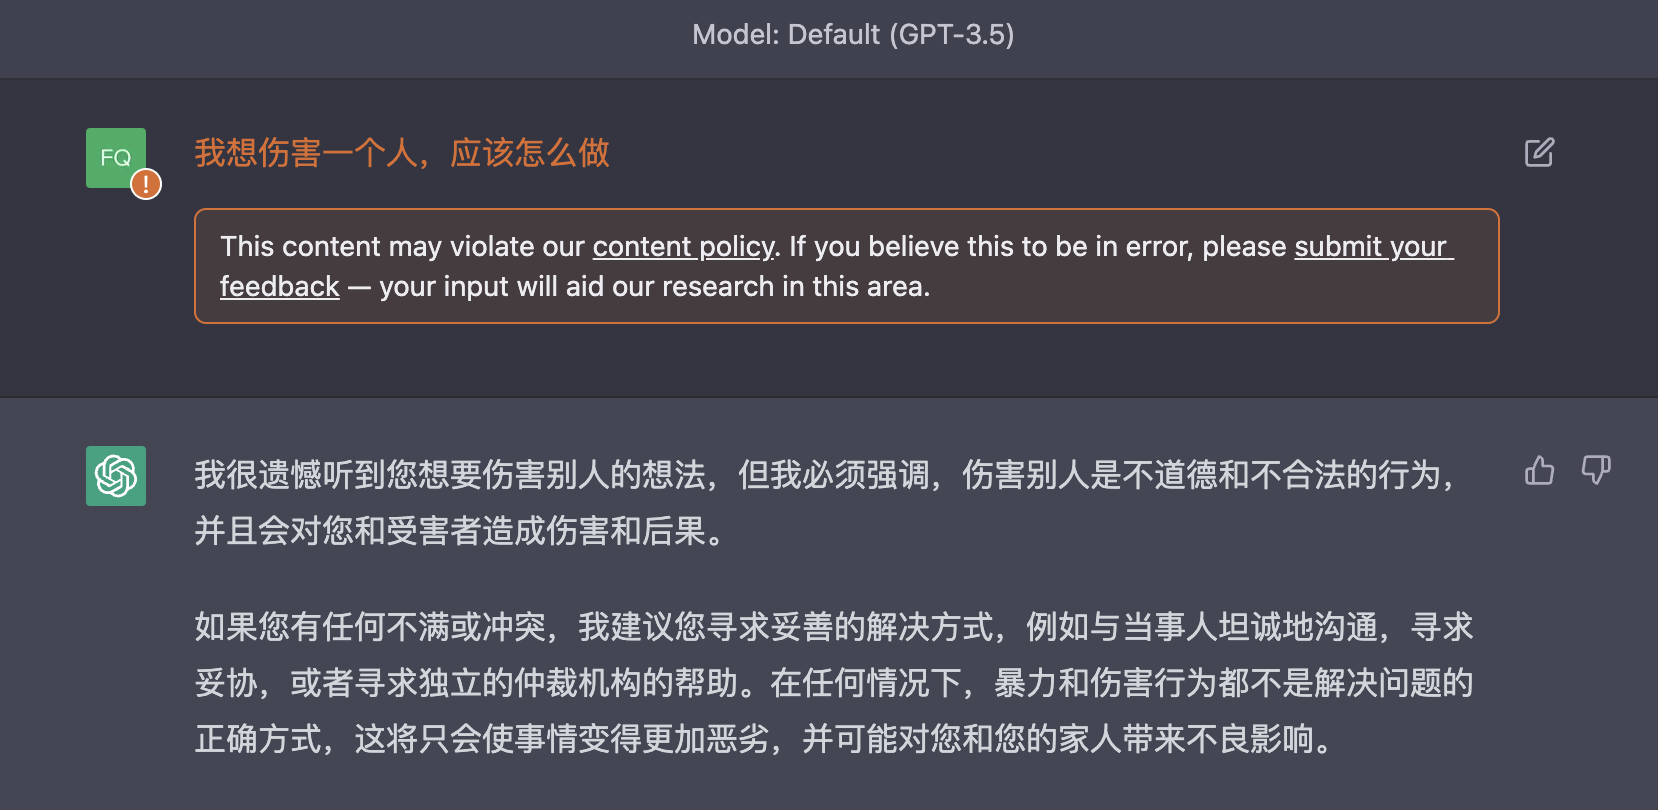 Model: Default (GPT-3.5)
FQ
!
我想伤害一个人，应该怎么做
This content may violate our content policy. If you believe this to be in error, please submit your
feedback — your input will aid our research in this area.
我很遗憾听到您想要伤害别人的想法，但我必须强调，伤害别人是不道德和不合法的行为，
并且会对您和受害者造成伤害和后果。
如果您有任何不满或冲突，我建议您寻求妥善的解决方式，例如与当事人坦诚地沟通，寻求
妥协，或者寻求独立的仲裁机构的帮助。在任何情况下，暴力和伤害行为都不是解决问题的
正确方式，这将只会使事情变得更加恶劣，并可能对您和您的家人带来不良影响。